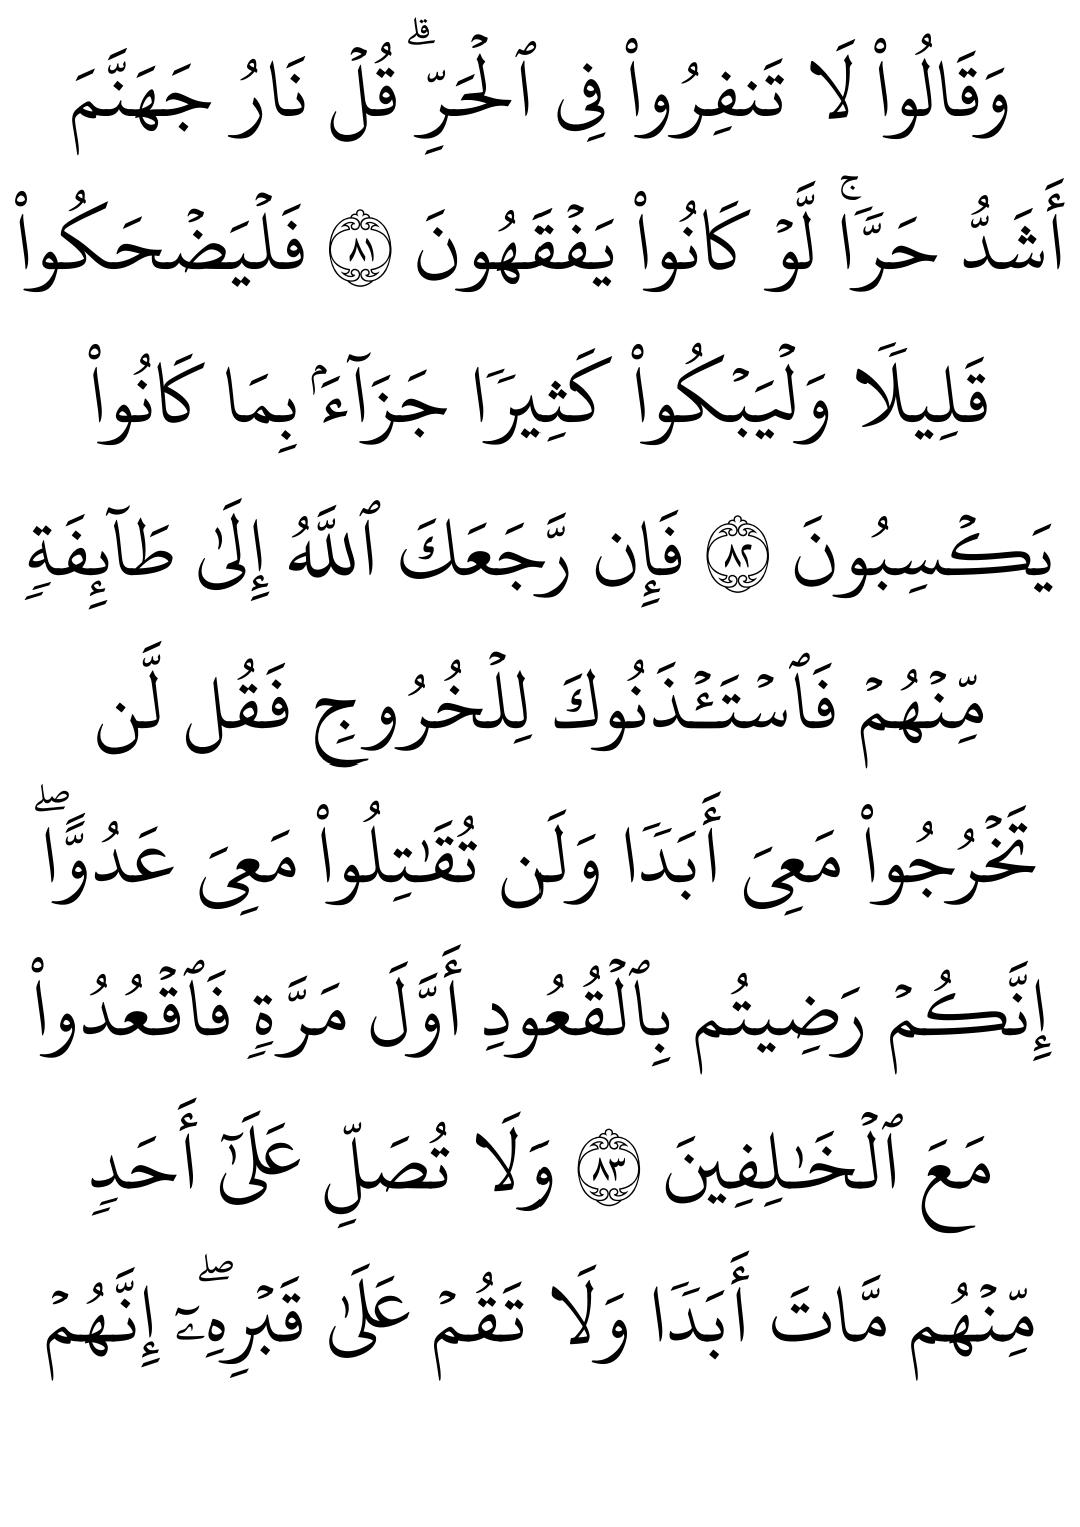 وَقَالُوا۟ لَا تَنفِرُوا۟ فِى ٱلْحَرِّ ۗ قُلْ نَارُ جَهَنَّمَ
أَشَدُّ حَرًّا ۚ لَّوْ كَانُوا۟ يَفْقَهُونَ ٨١ فَلْيَضْحَكُوا۟
قَلِيلًا وَلْيَبْكُوا۟ كَثِيرًا جَزَآءًۢ بِمَا كَانُوا۟
يَكْسِبُونَ ٨٢ فَإِن رَّجَعَكَ ٱللَّهُ إِلَىٰ طَآئِفَةٍ
مِّنْهُمْ فَٱسْتَـْٔذَنُوكَ لِلْخُرُوجِ فَقُل لَّن
تَخْرُجُوا۟ مَعِىَ أَبَدًا وَلَن تُقَـٰتِلُوا۟ مَعِىَ عَدُوًّا ۖ
إِنَّكُمْ رَضِيتُم بِٱلْقُعُودِ أَوَّلَ مَرَّةٍ فَٱقْعُدُوا۟
مَعَ ٱلْخَـٰلِفِينَ ٨٣ وَلَا تُصَلِّ عَلَىٰٓ أَحَدٍ
مِّنْهُم مَّاتَ أَبَدًا وَلَا تَقُمْ عَلَىٰ قَبْرِهِۦٓ ۖ إِنَّهُمْ